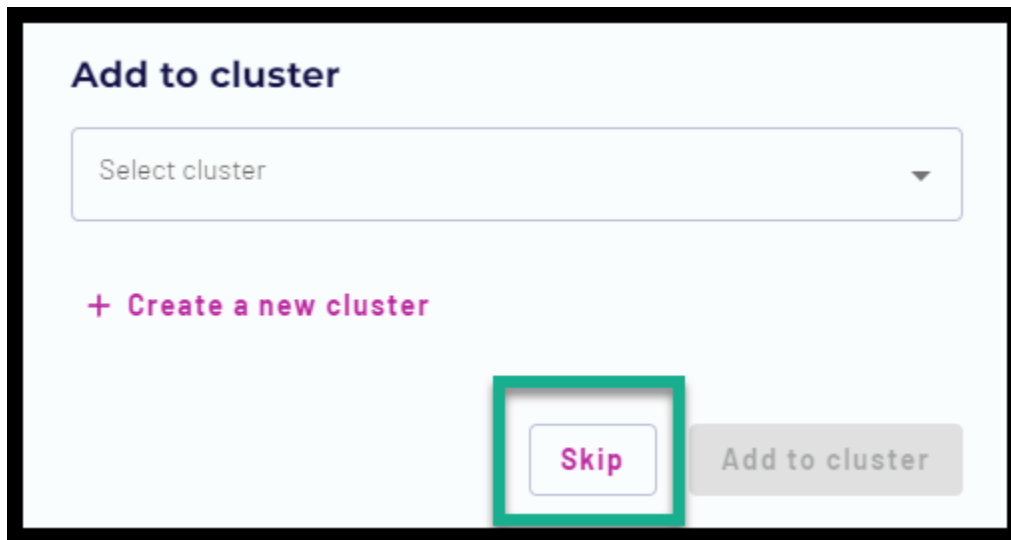 Add to cluster
Select cluster
+ Create a new cluster
Skip
Add to cluster